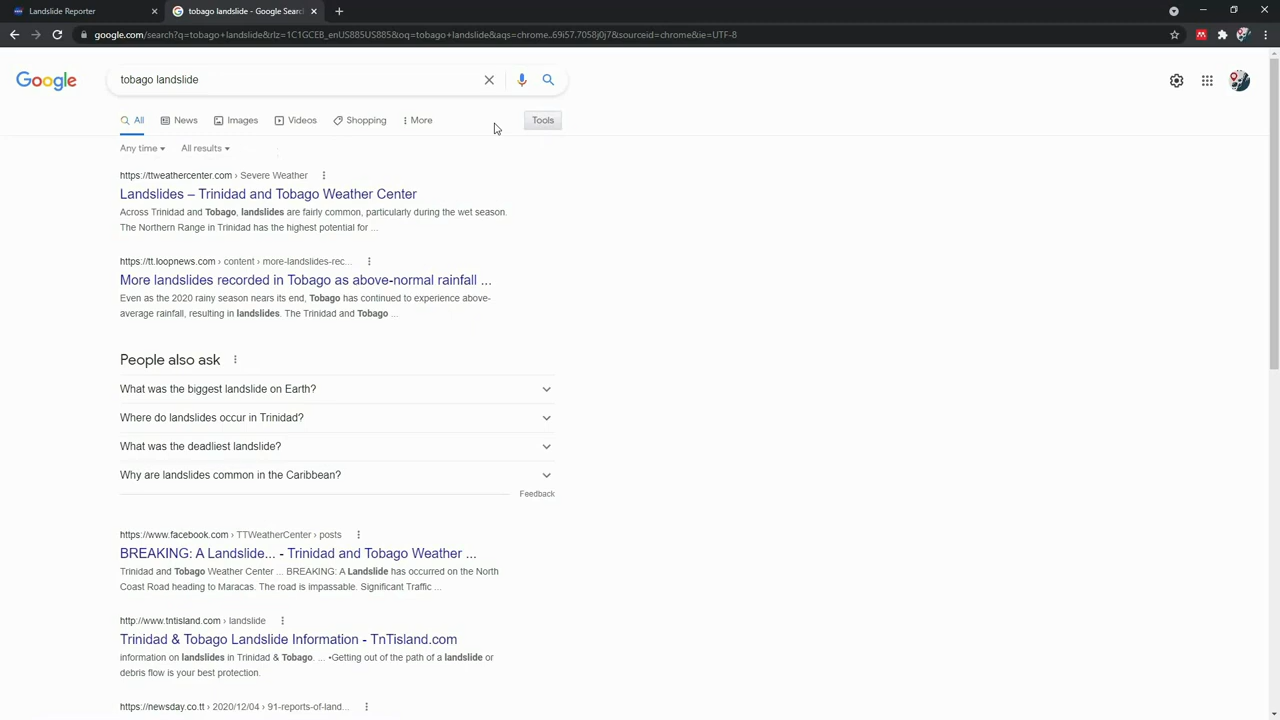 Landslide Reporter
tobago landslide - Google Search
google.com/search?q=tobago+landslide&rlz=1C1GCEB_enUS885US885&oq=tobago+landslide&aqs=chrome..69i57.7058j0j7&sourceid=chrome&ie=UTF-8
Google
tobago landslide
All News Images Videos Shopping More Tools
Any time All results
https://ttweathercenter.com › Severe Weather
Landslides – Trinidad and Tobago Weather Center
Across Trinidad and Tobago, landslides are fairly common, particularly during the wet season.
The Northern Range in Trinidad has the highest potential for ...
https://tt.loopnews.com › content › more-landslides-rec...
More landslides recorded in Tobago as above-normal rainfall ...
Even as the 2020 rainy season nears its end, Tobago has continued to experience above-
average rainfall, resulting in landslides. The Trinidad and Tobago ...
People also ask
What was the biggest landslide on Earth?
Where do landslides occur in Trinidad?
What was the deadliest landslide?
Why are landslides common in the Caribbean?
Feedback
https://www.facebook.com › TTWeatherCenter › posts
BREAKING: A Landslide... - Trinidad and Tobago Weather ...
Trinidad and Tobago Weather Center ... BREAKING: A Landslide has occurred on the North
Coast Road heading to Maracas. The road is impassable. Significant Traffic ...
http://www.tntisland.com › landslide
Trinidad & Tobago Landslide Information - TnTisland.com
information on landslides in Trinidad & Tobago. ... •Getting out of the path of a landslide or
debris flow is your best protection.
https://newsday.co.tt › 2020/12/04 › 91-reports-of-land...